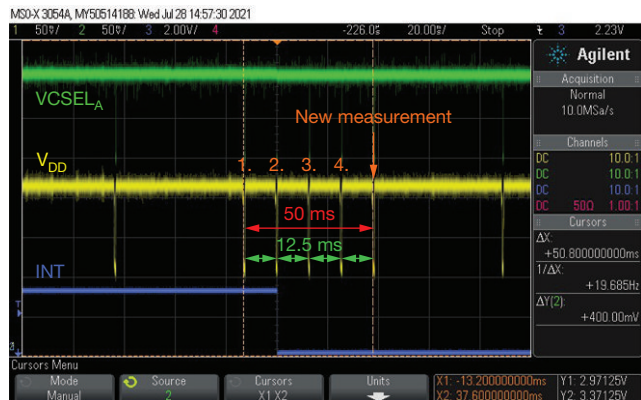 MSO-X 3054A, MY50514188: Wed Jul 28 14:57:30 2021
1 50%/ 2 50%/ 3 2.00V/ 4 -226.0%s 20.00%s/ Stop 3 2.23V
Agilent
Acquisition
Normal
10.0MSa/s
Channels
DC 10.0:1
DC 10.0:1
DC 10.0:1
DC 50Ω 1.00:1
Cursors
ΔX:
+50.800000000ms
1/ΔX:
+19.685Hz
ΔY(2):
+400.00mV
VCSELA
New measurement
VDD
1. 2. 3. 4.
50 ms
12.5 ms
INT
Cursors Menu
Mode
Manual
Source
2
Cursors
X1 X2
Units
X1: -13.200000000ms
X2: 37.600000000ms
Y1: 2.97125V
Y2: 3.37125V